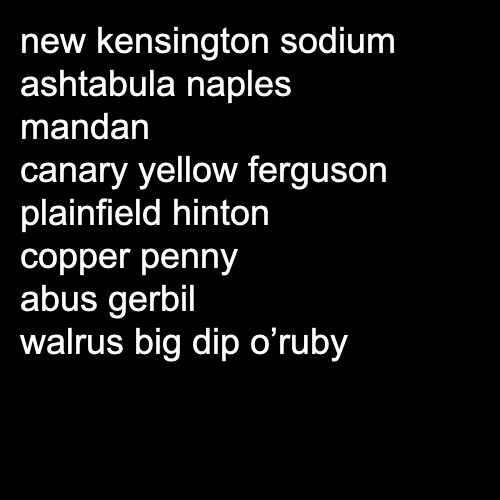 new kensington sodium
ashtabula naples
mandan
canary yellow ferguson
plainfield hinton
copper penny
abus gerbil
walrus big dip o’ruby